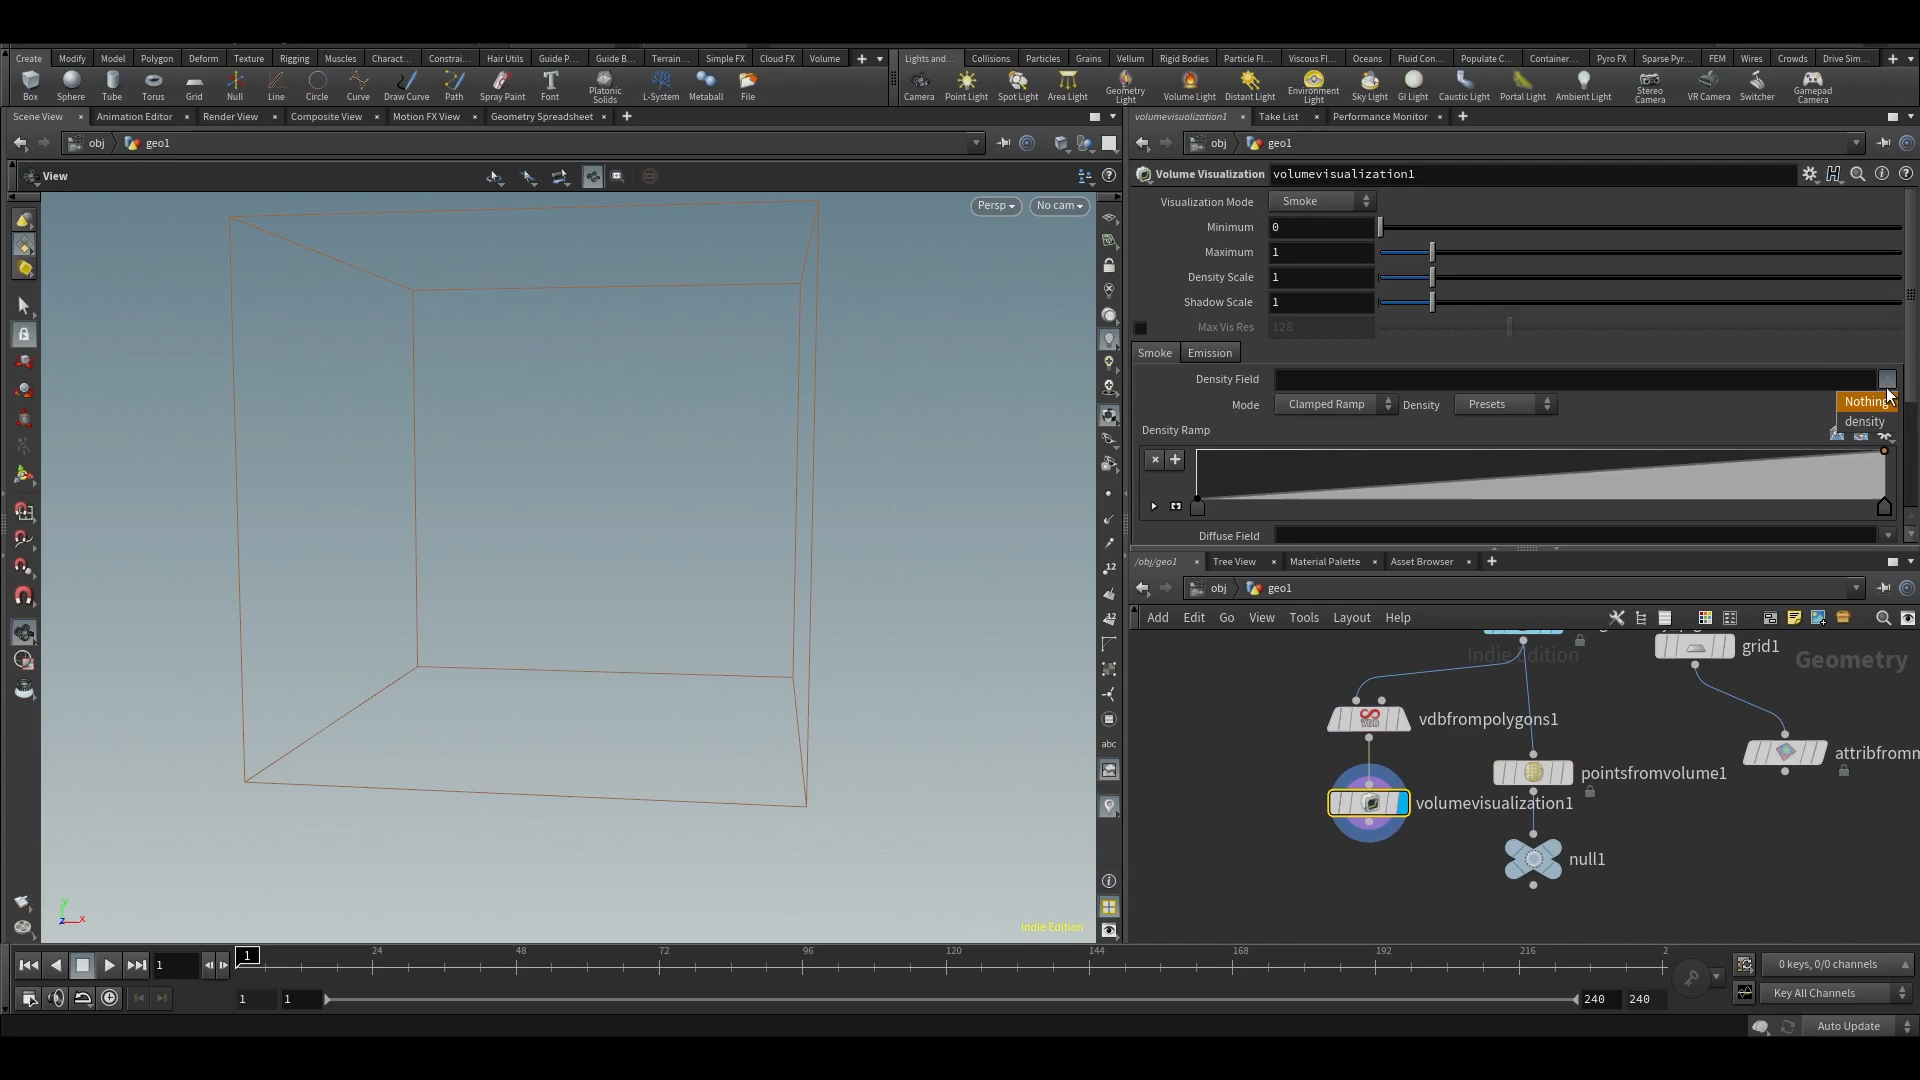 Create Modify Model Polygon Deform Texture Rigging Muscles Charact... Constrai... Hair Utils Guide P... Guide B... Terrain... Simple FX Cloud FX Volume
Box Sphere Tube Torus Grid Null Line Circle Curve Draw Curve Path Spray Paint Font Platonic Solids L-System Metaball File
Lights and... Collisions Particles Grains Vellum Rigid Bodies Particle Fl... Viscous Fl... Oceans Fluid Con... Populate C... Container... Pyro FX Sparse Pyr... FEM Wires Crowds Drive Sim...
Camera Point Light Spot Light Area Light Geometry Light Volume Light Distant Light Environment Light Sky Light GI Light Caustic Light Portal Light Ambient Light Stereo Camera VR Camera Switcher Gamepad Camera
Scene View Animation Editor Render View Composite View Motion FX View Geometry Spreadsheet
obj geo1
View
Persp No cam
Indie Edition
abc
y x z
volumevisualization1 Take List Performance Monitor
obj geo1
Volume Visualization volumevisualization1
Visualization Mode Smoke
Minimum 0
Maximum 1
Density Scale 1
Shadow Scale 1
Max Vis Res 128
Smoke Emission
Density Field
Nothing
density
Mode Clamped Ramp Density Presets
Density Ramp
Diffuse Field
/obj/geo1 Tree View Material Palette Asset Browser
obj geo1
Add Edit Go View Tools Layout Help
Indie Edition
grid1
Geometry
vdbfrompolygons1
attribfromm
pointsfromvolume1
volumevisualization1
null1
1 1 24 48 72 96 120 144 168 192 216 2
0 keys, 0/0 channels
1 1 240 240
Key All Channels
Auto Update